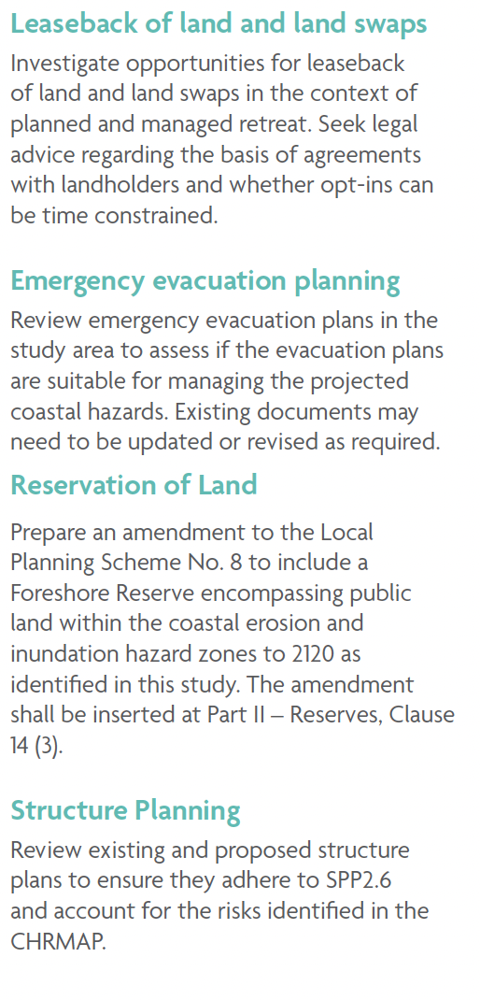 Leaseback of land and land swaps
Investigate opportunities for leaseback
of land and land swaps in the context of
planned and managed retreat. Seek legal
advice regarding the basis of agreements
with landholders and whether opt-ins can
be time constrained.
Emergency evacuation planning
Review emergency evacuation plans in the
study area to assess if the evacuation plans
are suitable for managing the projected
coastal hazards. Existing documents may
need to be updated or revised as required.
Reservation of Land
Prepare an amendment to the Local
Planning Scheme No. 8 to include a
Foreshore Reserve encompassing public
land within the coastal erosion and
inundation hazard zones to 2120 as
identified in this study. The amendment
shall be inserted at Part II – Reserves, Clause
14 (3).
Structure Planning
Review existing and proposed structure
plans to ensure they adhere to SPP2.6
and account for the risks identified in the
CHRMAP.